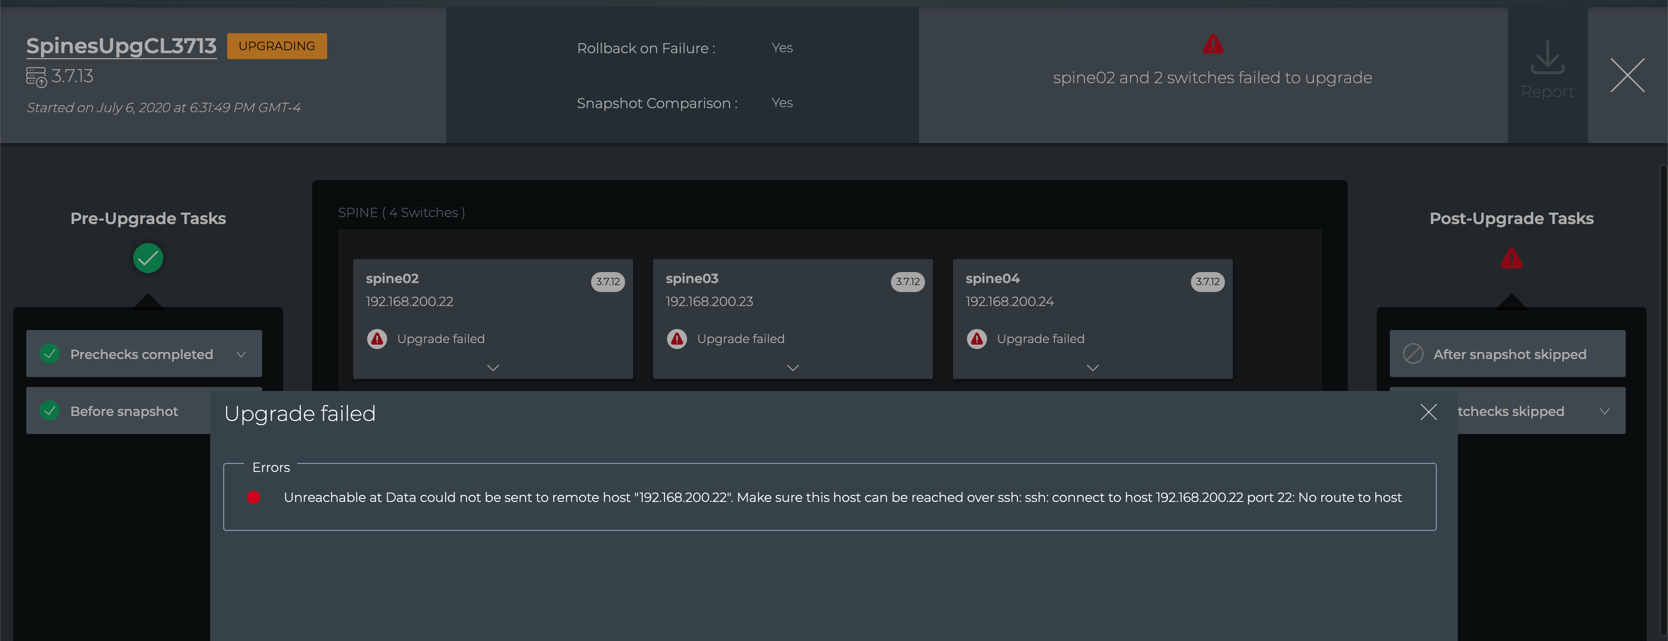 SpinesUpgCL3713 UPGRADING
3.7.13
Started on July 6, 2020 at 6:31:49 PM GMT-4
Rollback on Failure : Yes
Snapshot Comparison : Yes
spine02 and 2 switches failed to upgrade
Report
Pre-Upgrade Tasks
Prechecks completed
Before snapshot
SPINE ( 4 Switches )
spine02 3.7.12
192.168.200.22
Upgrade failed
spine03 3.7.12
192.168.200.23
Upgrade failed
spine04 3.7.12
192.168.200.24
Upgrade failed
Post-Upgrade Tasks
After snapshot skipped
tchecks skipped
Upgrade failed
Errors
Unreachable at Data could not be sent to remote host "192.168.200.22". Make sure this host can be reached over ssh: ssh: connect to host 192.168.200.22 port 22: No route to host